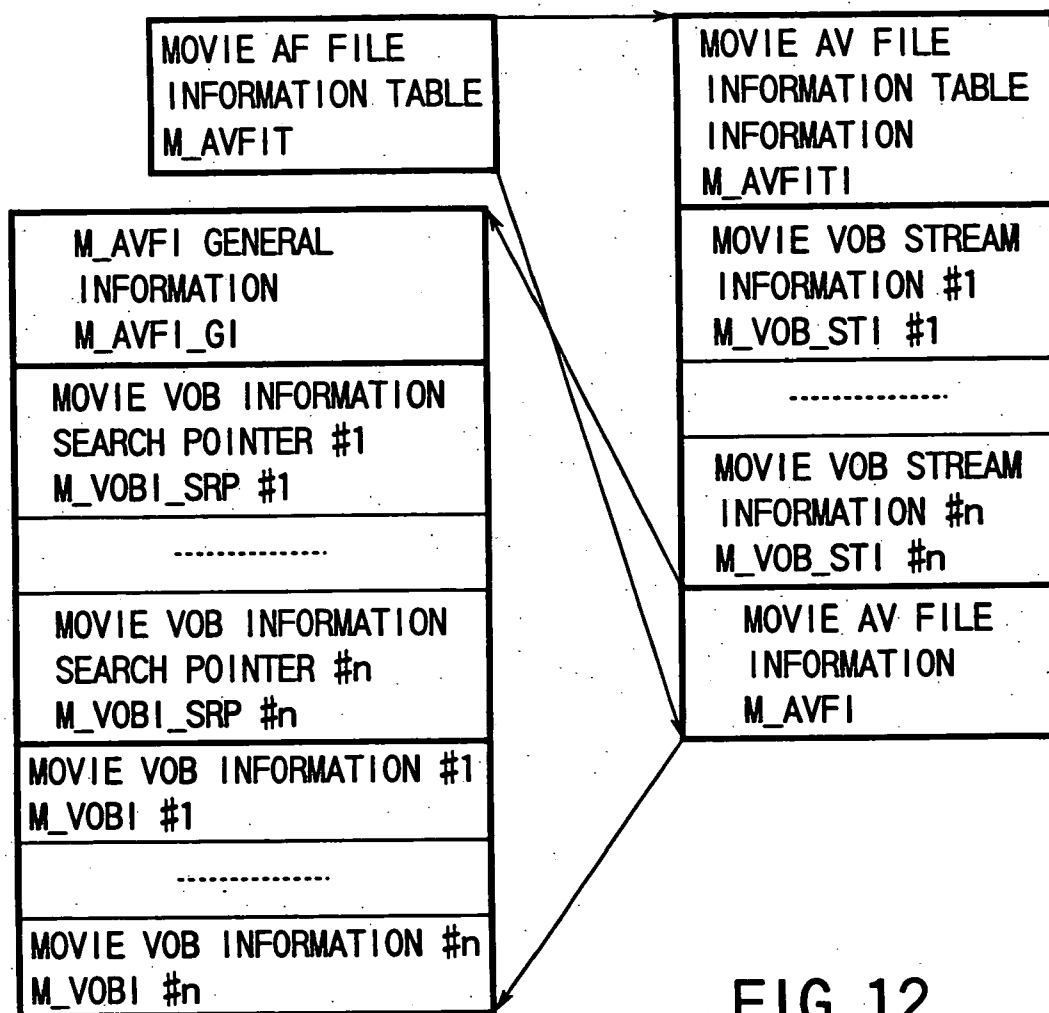 MOVIE AF FILE
INFORMATION TABLE
M_AVFIT
MOVIE AV FILE
INFORMATION TABLE
INFORMATION
M_AVFITI
MOVIE VOB STREAM
INFORMATION #1
M_VOB_STI #1
MOVIE VOB STREAM
INFORMATION #n
M_VOB_STI #n
MOVIE AV FILE
INFORMATION
M_AVFI
M_AVFI GENERAL
INFORMATION
M_AVFI_GI
MOVIE VOB INFORMATION
SEARCH POINTER #1
M_VOBI_SRP #1
MOVIE VOB INFORMATION
SEARCH POINTER #n
M_VOBI_SRP #n
MOVIE VOB INFORMATION #1
M_VOBI #1
MOVIE VOB INFORMATION #n
M_VOBI #n
FIG. 12